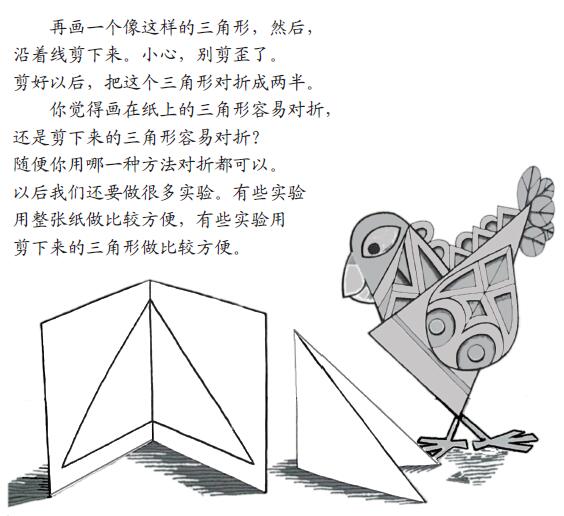 再画一个像这样的三角形，然后，
沿着线剪下来。小心，别剪歪了。
剪好以后，把这个三角形对折成两半。
你觉得画在纸上的三角形容易对折，
还是剪下来的三角形容易对折？
随便你用哪一种方法对折都可以。
以后我们还要做很多实验。有些实验
用整张纸做比较方便，有些实验用
剪下来的三角形做比较方便。